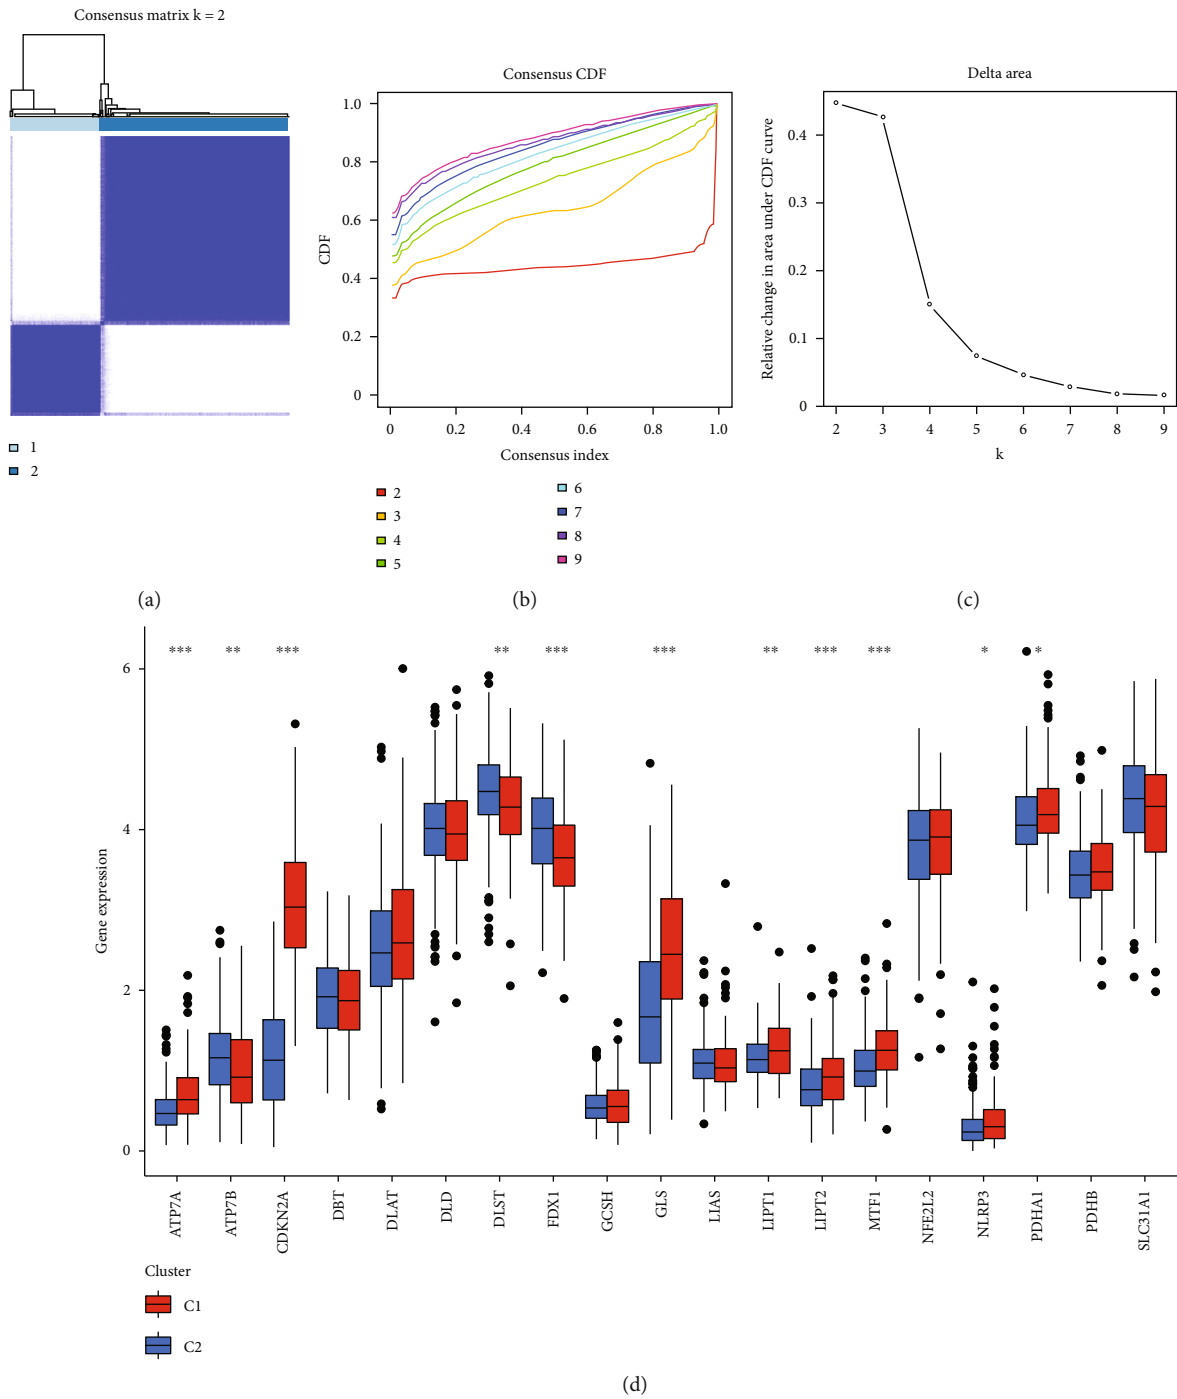 Consensus matrix k = 2
1
2
(a)
Consensus CDF
CDF
1.0
0.8
0.6
0.4
0.2
0
0
0.2
0.4
0.6
0.8
1.0
Consensus index
2
3
4
5
6
7
8
9
(b)
Delta area
Relative change in area under CDF curve
0.4
0.3
0.2
0.1
0
2
3
4
5
6
7
8
9
k
(c)
Gene expression
6
4
2
0
***
**
***
**
***
***
**
***
***
*
*
ATP7A
ATP7B
CDKN2A
DBT
DLAT
DLD
DLST
FDX1
GCSH
GLS
LIAS
LIPT1
LIPT2
MTF1
NFE2L2
NLRP3
PDHA1
PDHB
SLC31A1
Cluster
C1
C2
(d)